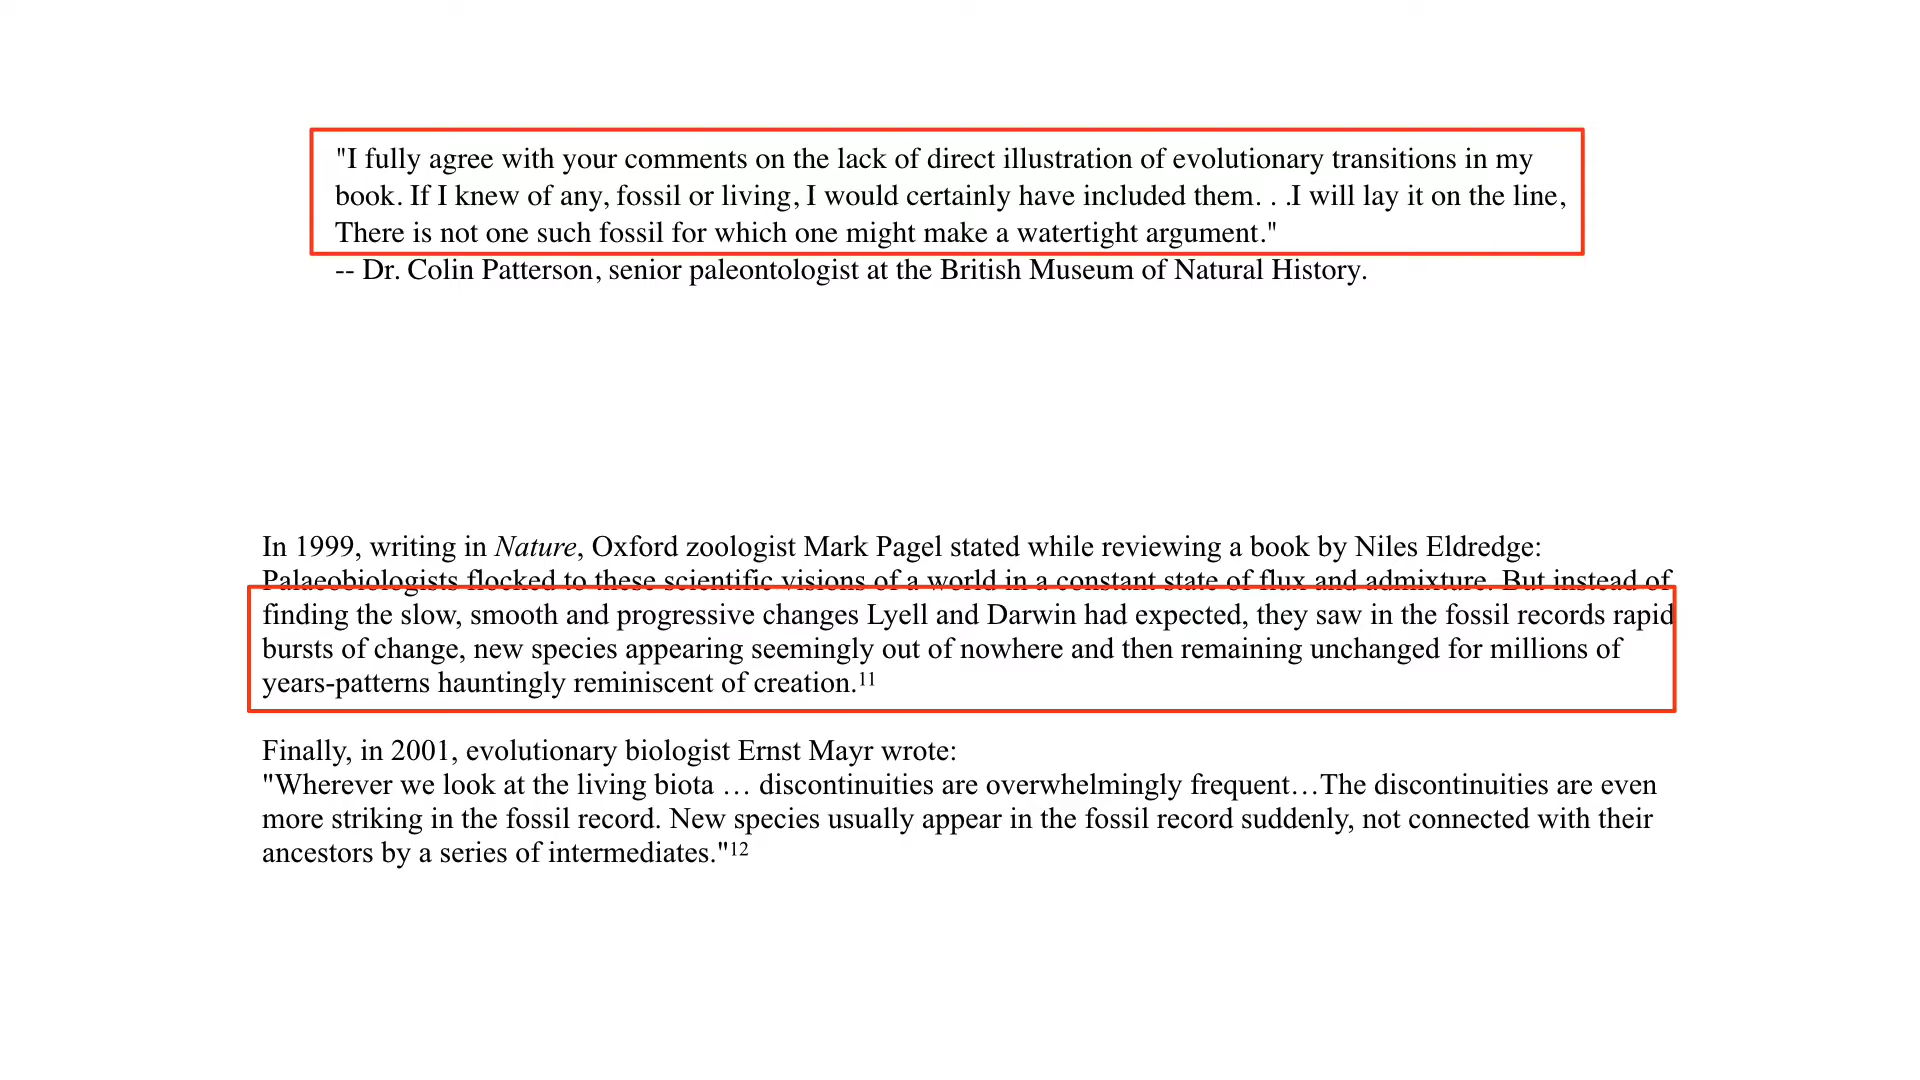 "I fully agree with your comments on the lack of direct illustration of evolutionary transitions in my
book. If I knew of any, fossil or living, I would certainly have included them. . .I will lay it on the line,
There is not one such fossil for which one might make a watertight argument."
-- Dr. Colin Patterson, senior paleontologist at the British Museum of Natural History.
In 1999, writing in Nature, Oxford zoologist Mark Pagel stated while reviewing a book by Niles Eldredge:
Palaeobiologists flocked to these scientific visions of a world in a constant state of flux and admixture. But instead of
finding the slow, smooth and progressive changes Lyell and Darwin had expected, they saw in the fossil records rapid
bursts of change, new species appearing seemingly out of nowhere and then remaining unchanged for millions of
years-patterns hauntingly reminiscent of creation.11
Finally, in 2001, evolutionary biologist Ernst Mayr wrote:
"Wherever we look at the living biota … discontinuities are overwhelmingly frequent…The discontinuities are even
more striking in the fossil record. New species usually appear in the fossil record suddenly, not connected with their
ancestors by a series of intermediates."12